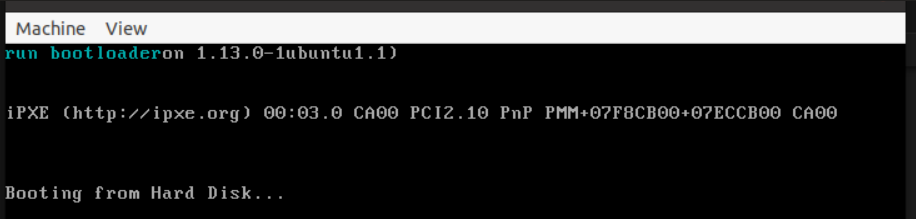 Machine View
run bootloaderon 1.13.0-1ubuntu1.1)
iPXE (http://ipxe.org) 00:03.0 CA00 PCI2.10 PnP PMM+07F8CB00+07ECCB00 CA00
Booting from Hard Disk...